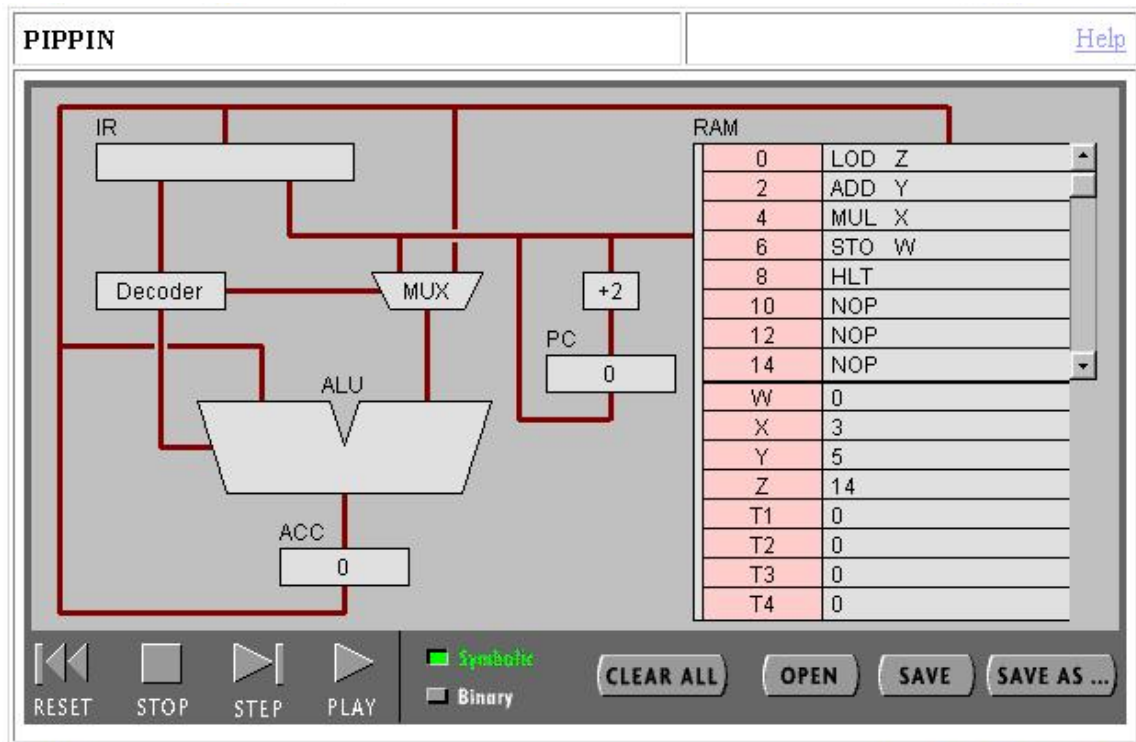 PIPPIN Help
IR
RAM
0 LOD Z
2 ADD Y
4 MUL X
6 STO W
8 HLT
10 NOP
12 NOP
14 NOP
W 0
X 3
Y 5
Z 14
T1 0
T2 0
T3 0
T4 0
Decoder
MUX
+2
PC
0
ALU
ACC
0
RESET
STOP
STEP
PLAY
Symbolic
Binary
CLEAR ALL
OPEN
SAVE
SAVE AS ...